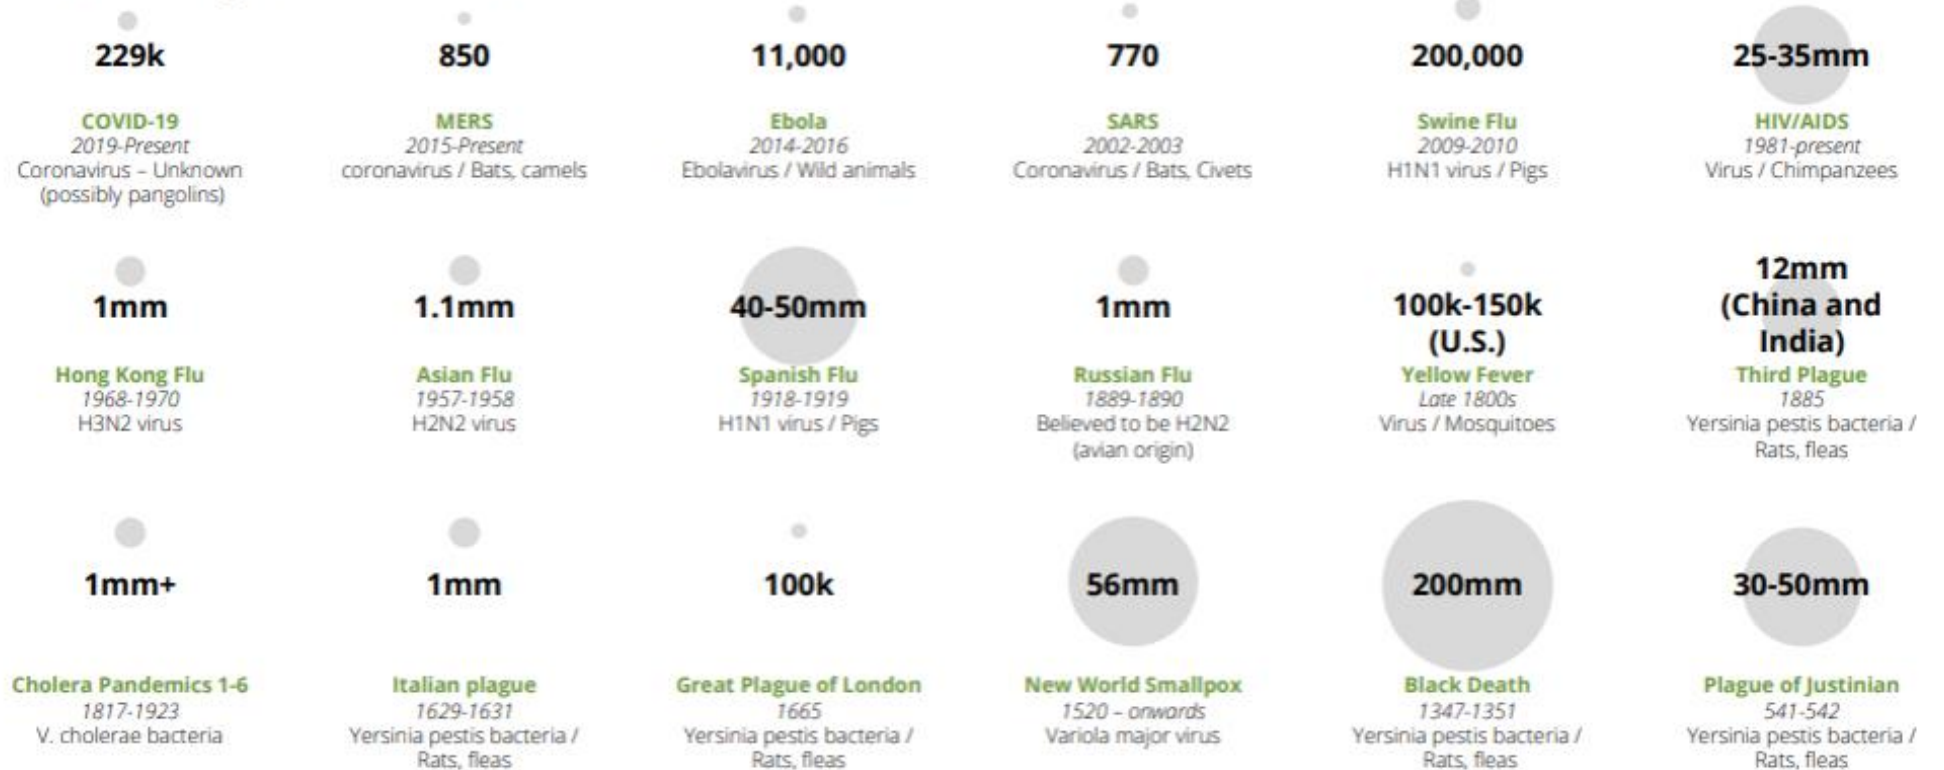 229k
COVID-19
2019-Present
Coronavirus – Unknown
(possibly pangolins)
850
MERS
2015-Present
coronavirus / Bats, camels
11,000
Ebola
2014-2016
Ebolavirus / Wild animals
770
SARS
2002-2003
Coronavirus / Bats, Civets
200,000
Swine Flu
2009-2010
H1N1 virus / Pigs
25-35mm
HIV/AIDS
1981-present
Virus / Chimpanzees
1mm
Hong Kong Flu
1968-1970
H3N2 virus
1.1mm
Asian Flu
1957-1958
H2N2 virus
40-50mm
Spanish Flu
1918-1919
H1N1 virus / Pigs
1mm
Russian Flu
1889-1890
Believed to be H2N2
(avian origin)
100k-150k
(U.S.)
Yellow Fever
Late 1800s
Virus / Mosquitoes
12mm
(China and
India)
Third Plague
1885
Yersinia pestis bacteria /
Rats, fleas
1mm+
Cholera Pandemics 1-6
1817-1923
V. cholerae bacteria
1mm
Italian plague
1629-1631
Yersinia pestis bacteria /
Rats, fleas
100k
Great Plague of London
1665
Yersinia pestis bacteria /
Rats, fleas
56mm
New World Smallpox
1520 – onwards
Variola major virus
200mm
Black Death
1347-1351
Yersinia pestis bacteria /
Rats, fleas
30-50mm
Plague of Justinian
541-542
Yersinia pestis bacteria /
Rats, fleas